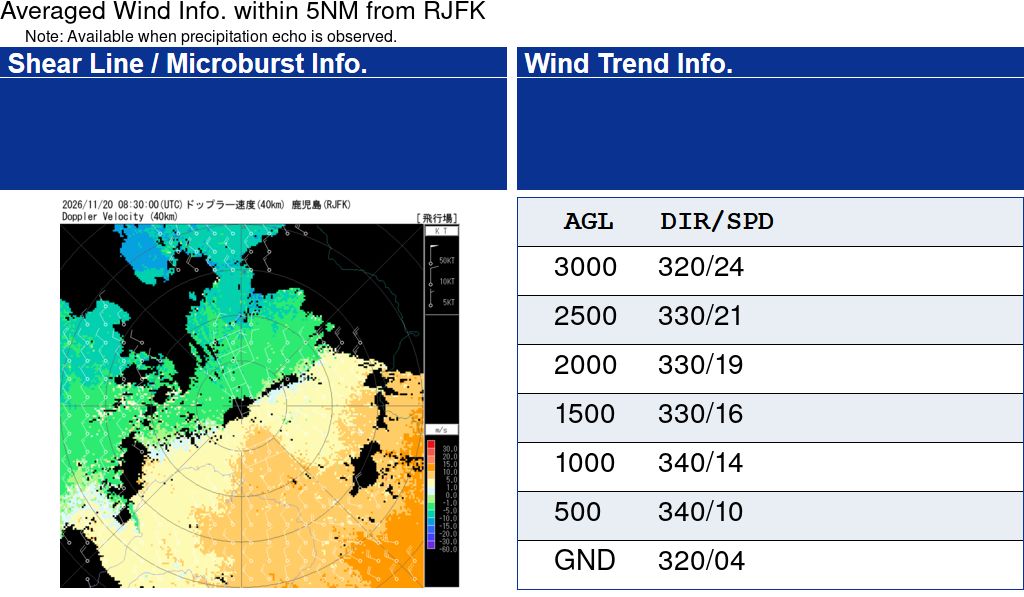 Averaged Wind Info. within 5NM from RJFK
Note: Available when precipitation echo is observed.
Shear Line / Microburst Info.
Wind Trend Info.
2026/11/20 08:30:00(UTC) ドップラー速度(40km) 鹿児島(RJFK)
Doppler Velocity (40km)
[飛行場]
K T
50KT
10KT
5KT
m/s
30.0
20.0
15.0
10.0
5.0
1.0
0.0
-1.0
-5.0
-10.0
-15.0
-20.0
-30.0
-60.0
AGL DIR/SPD
3000 320/24
2500 330/21
2000 330/19
1500 330/16
1000 340/14
500 340/10
GND 320/04